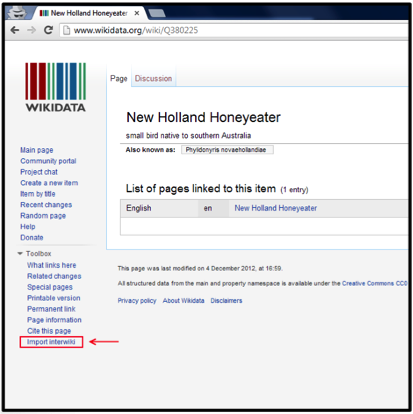 New Holland Honeyeater
www.wikidata.org/wiki/Q380225
WIKIDATA
Main page
Community portal
Project chat
Create a new item
Item by title
Recent changes
Random page
Help
Donate
Toolbox
What links here
Related changes
Special pages
Printable version
Permanent link
Page information
Cite this page
Import interwiki
Page Discussion
New Holland Honeyeater
small bird native to southern Australia
Also known as: Phylidonyris novaehollandiae
List of pages linked to this item (1 entry)
English en New Holland Honeyeater
This page was last modified on 4 December 2012, at 18:59.
All structured data from the main and property namespace is available under the Creative Commons CC0
Privacy policy About Wikidata Disclaimers